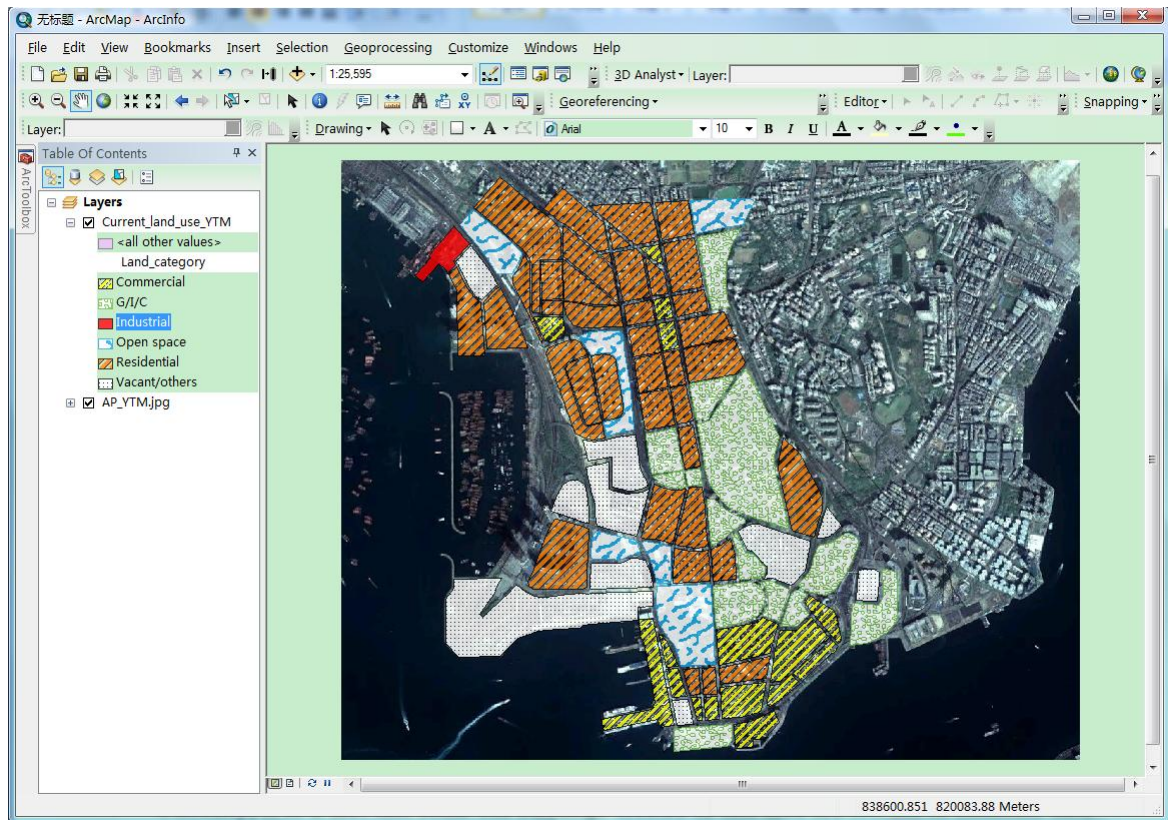 无标题 - ArcMap - ArcInfo
File Edit View Bookmarks Insert Selection Geoprocessing Customize Windows Help
1:25,595 3D Analyst Layer:
Georeferencing Editor Snapping
Layer: Drawing A Arial 10 B I U A
Table Of Contents
ArcToolbox
Layers
Current_land_use_YTM
<all other values>
Land_category
Commercial
G/I/C
Industrial
Open space
Residential
Vacant/others
AP_YTM.jpg
838600.851 820083.88 Meters